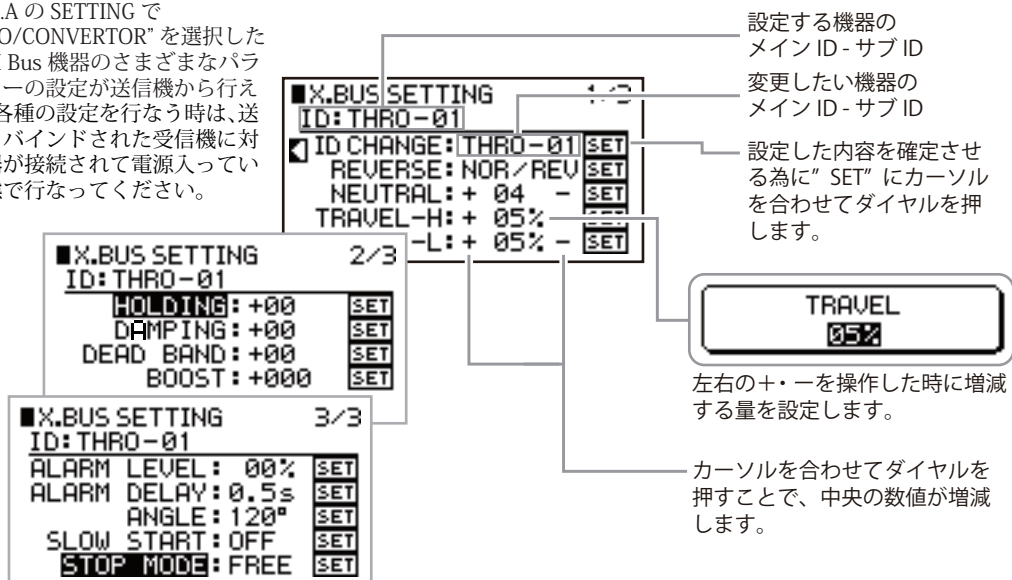 .A の SETTING で
O/CONVERTOR” を選択した
Bus 機器のさまざまなパラ
ーの設定が送信機から行え
各種の設定を行なう時は、送
バインドされた受信機に対
が接続されて電源入ってい
で行なってください。
設定する機器の
メイン ID - サブ ID
変更したい機器の
メイン ID - サブ ID
設定した内容を確定させ
る為に” SET” にカーソル
を合わせてダイヤルを押
します。
■X.BUS SETTING 1/3
ID:THRO-01
ID CHANGE:THRO-01 SET
REVERSE:NOR/REV SET
NEUTRAL:+ 04 - SET
TRAVEL-H:+ 05% -
-L:+ 05% - SET
■X.BUS SETTING 2/3
ID:THRO-01
HOLDING:+00 SET
DAMPING:+00 SET
DEAD BAND:+00 SET
BOOST:+000 SET
■X.BUS SETTING 3/3
ID:THRO-01
ALARM LEVEL: 00% SET
ALARM DELAY:0.5s SET
ANGLE:120° SET
SLOW START:OFF SET
STOP MODE:FREE SET
TRAVEL
05%
左右の＋・ーを操作した時に増減
する量を設定します。
カーソルを合わせてダイヤルを
押すことで、中央の数値が増減
します。